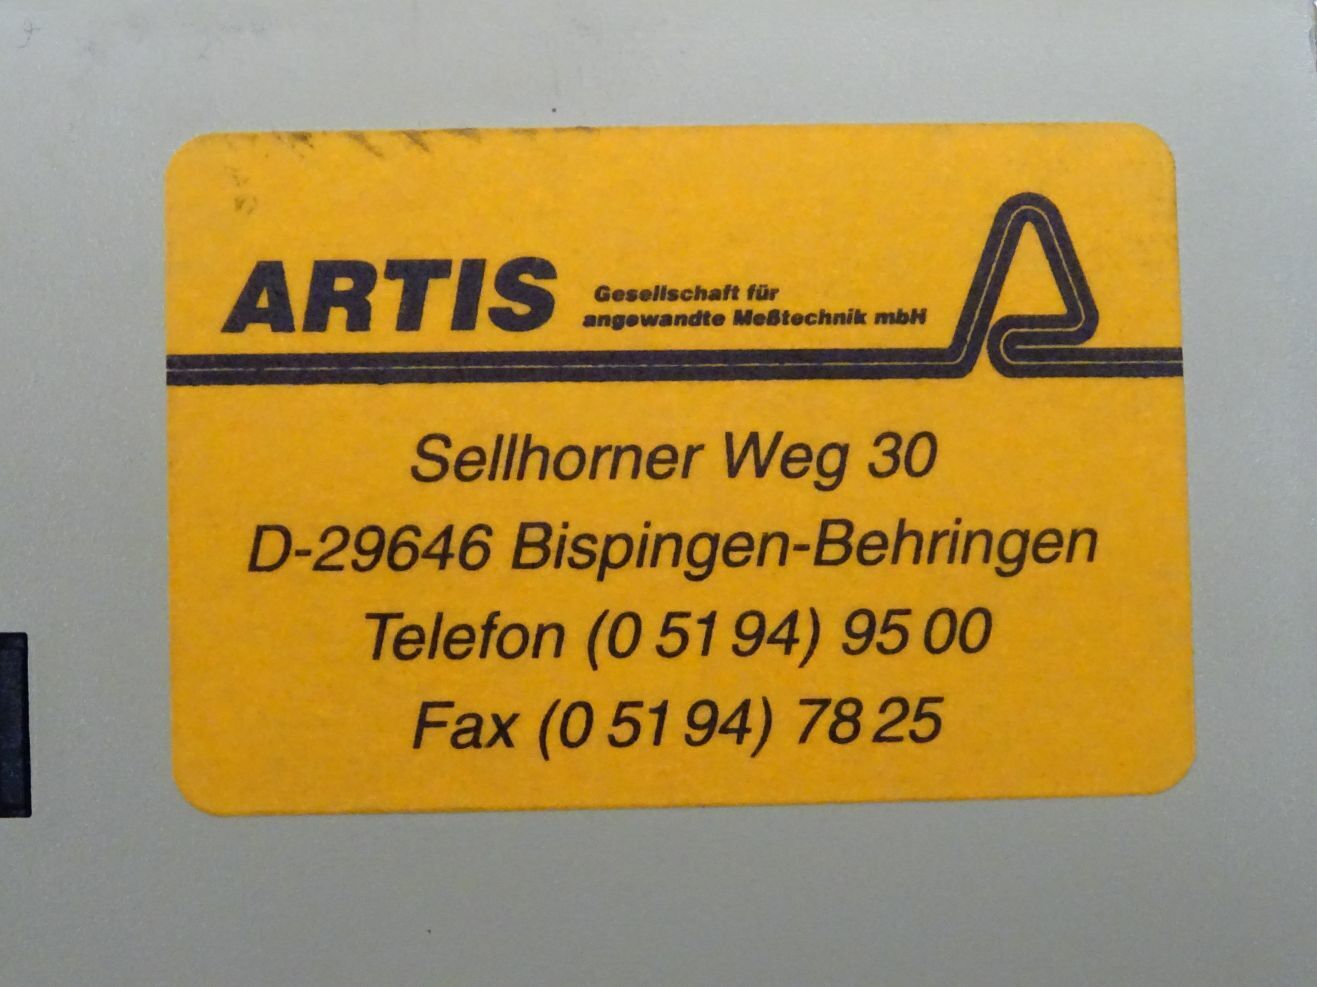 ARTIS
Gesellschaft für
angewandte Meßtechnik mbH
Sellhorner Weg 30
D-29646 Bispingen-Behringen
Telefon (0 51 94) 95 00
Fax (0 51 94) 78 25